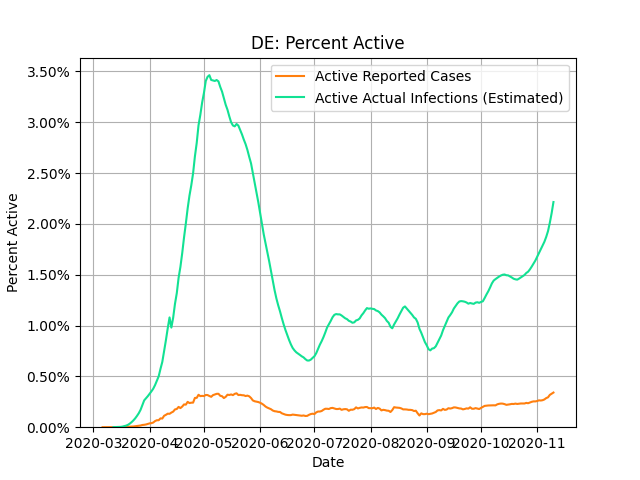 DE: Percent Active
Active Reported Cases
Active Actual Infections (Estimated)
3.50%
3.00%
2.50%
2.00%
1.50%
1.00%
0.50%
0.00%
Percent Active
2020-03 2020-04 2020-05 2020-06 2020-07 2020-08 2020-09 2020-10 2020-11
Date